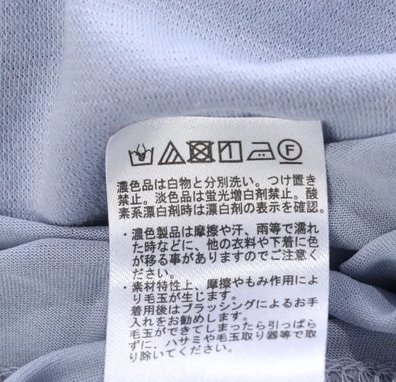 濃色品は白物と分別洗い。つけ置き
禁止。淡色品は蛍光増白剤禁止。酸
素系漂白剤時は漂白剤の表示を確認。
・濃色製品は摩擦や汗、雨等で濡れ
た時などに、他の衣料や下着に色
が移る事がありますのでご注意く
ださい。
・素材特性上、摩擦やもみ作用によ
り毛玉が生じます。
着用後はブラッシングによるお手
入れをお勧めします。
毛玉ができてしまったら引っぱら
ずに、ハサミや毛玉取り器等で取
り除いてください。